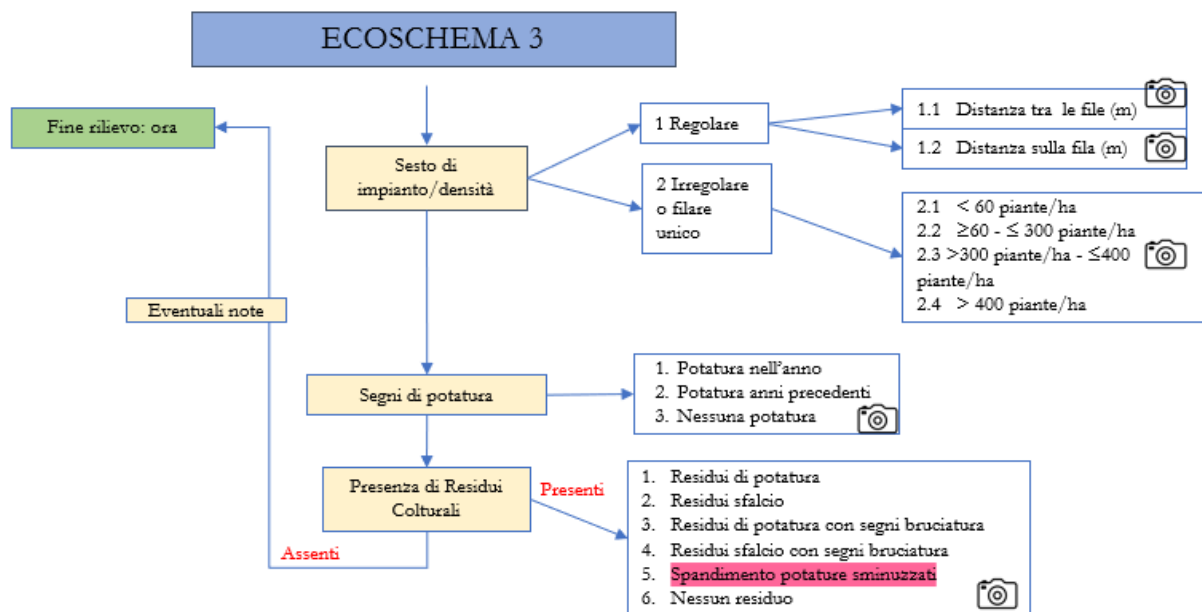 ECOSCHEMA 3
Fine rilievo: ora
Sesto di
impianto/densità
1 Regolare
1.1 Distanza tra le file (m)
1.2 Distanza sulla fila (m)
2 Irregolare
o filare
unico
2.1 < 60 piante/ha
2.2 ≥60 - ≤ 300 piante/ha
2.3 >300 piante/ha - ≤400
piante/ha
2.4 > 400 piante/ha
Eventuali note
Segni di potatura
1. Potatura nell'anno
2. Potatura anni precedenti
3. Nessuna potatura
Presenza di Residui
Colturali
Presenti
Assenti
1. Residui di potatura
2. Residui sfalcio
3. Residui di potatura con segni bruciatura
4. Residui sfalcio con segni bruciatura
5. Spandimento potature sminuzzati
6. Nessun residuo